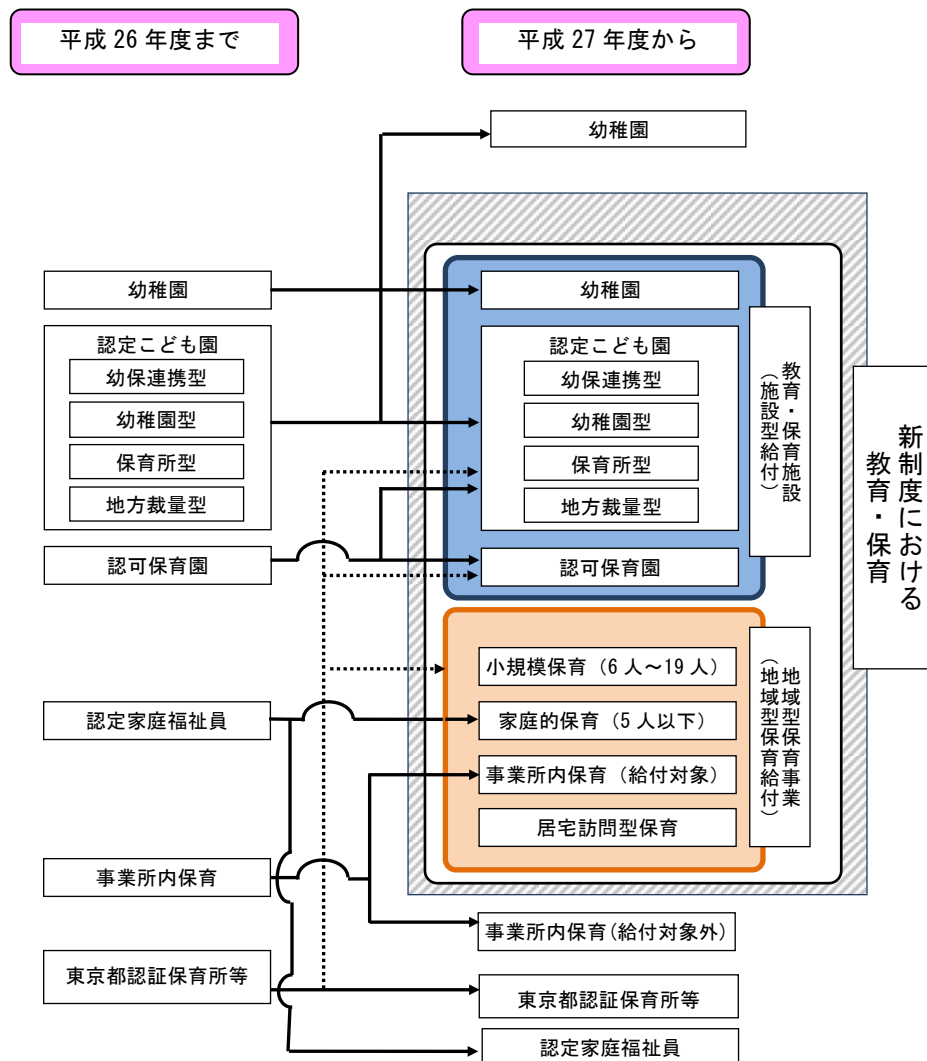 平成 26 年度まで
平成 27 年度から
幼稚園
幼稚園
認定こども園
幼保連携型
幼稚園型
保育所型
地方裁量型
認可保育園
認定家庭福祉員
事業所内保育
東京都認証保育所等
幼稚園
認定こども園
幼保連携型
幼稚園型
保育所型
地方裁量型
認可保育園
教育・保育施設
（施設型給付）
小規模保育（6 人～19 人）
家庭的保育（5 人以下）
事業所内保育（給付対象）
居宅訪問型保育
地域型保育事業
（地域型保育給付）
新制度における
教育・保育
事業所内保育(給付対象外)
東京都認証保育所等
認定家庭福祉員